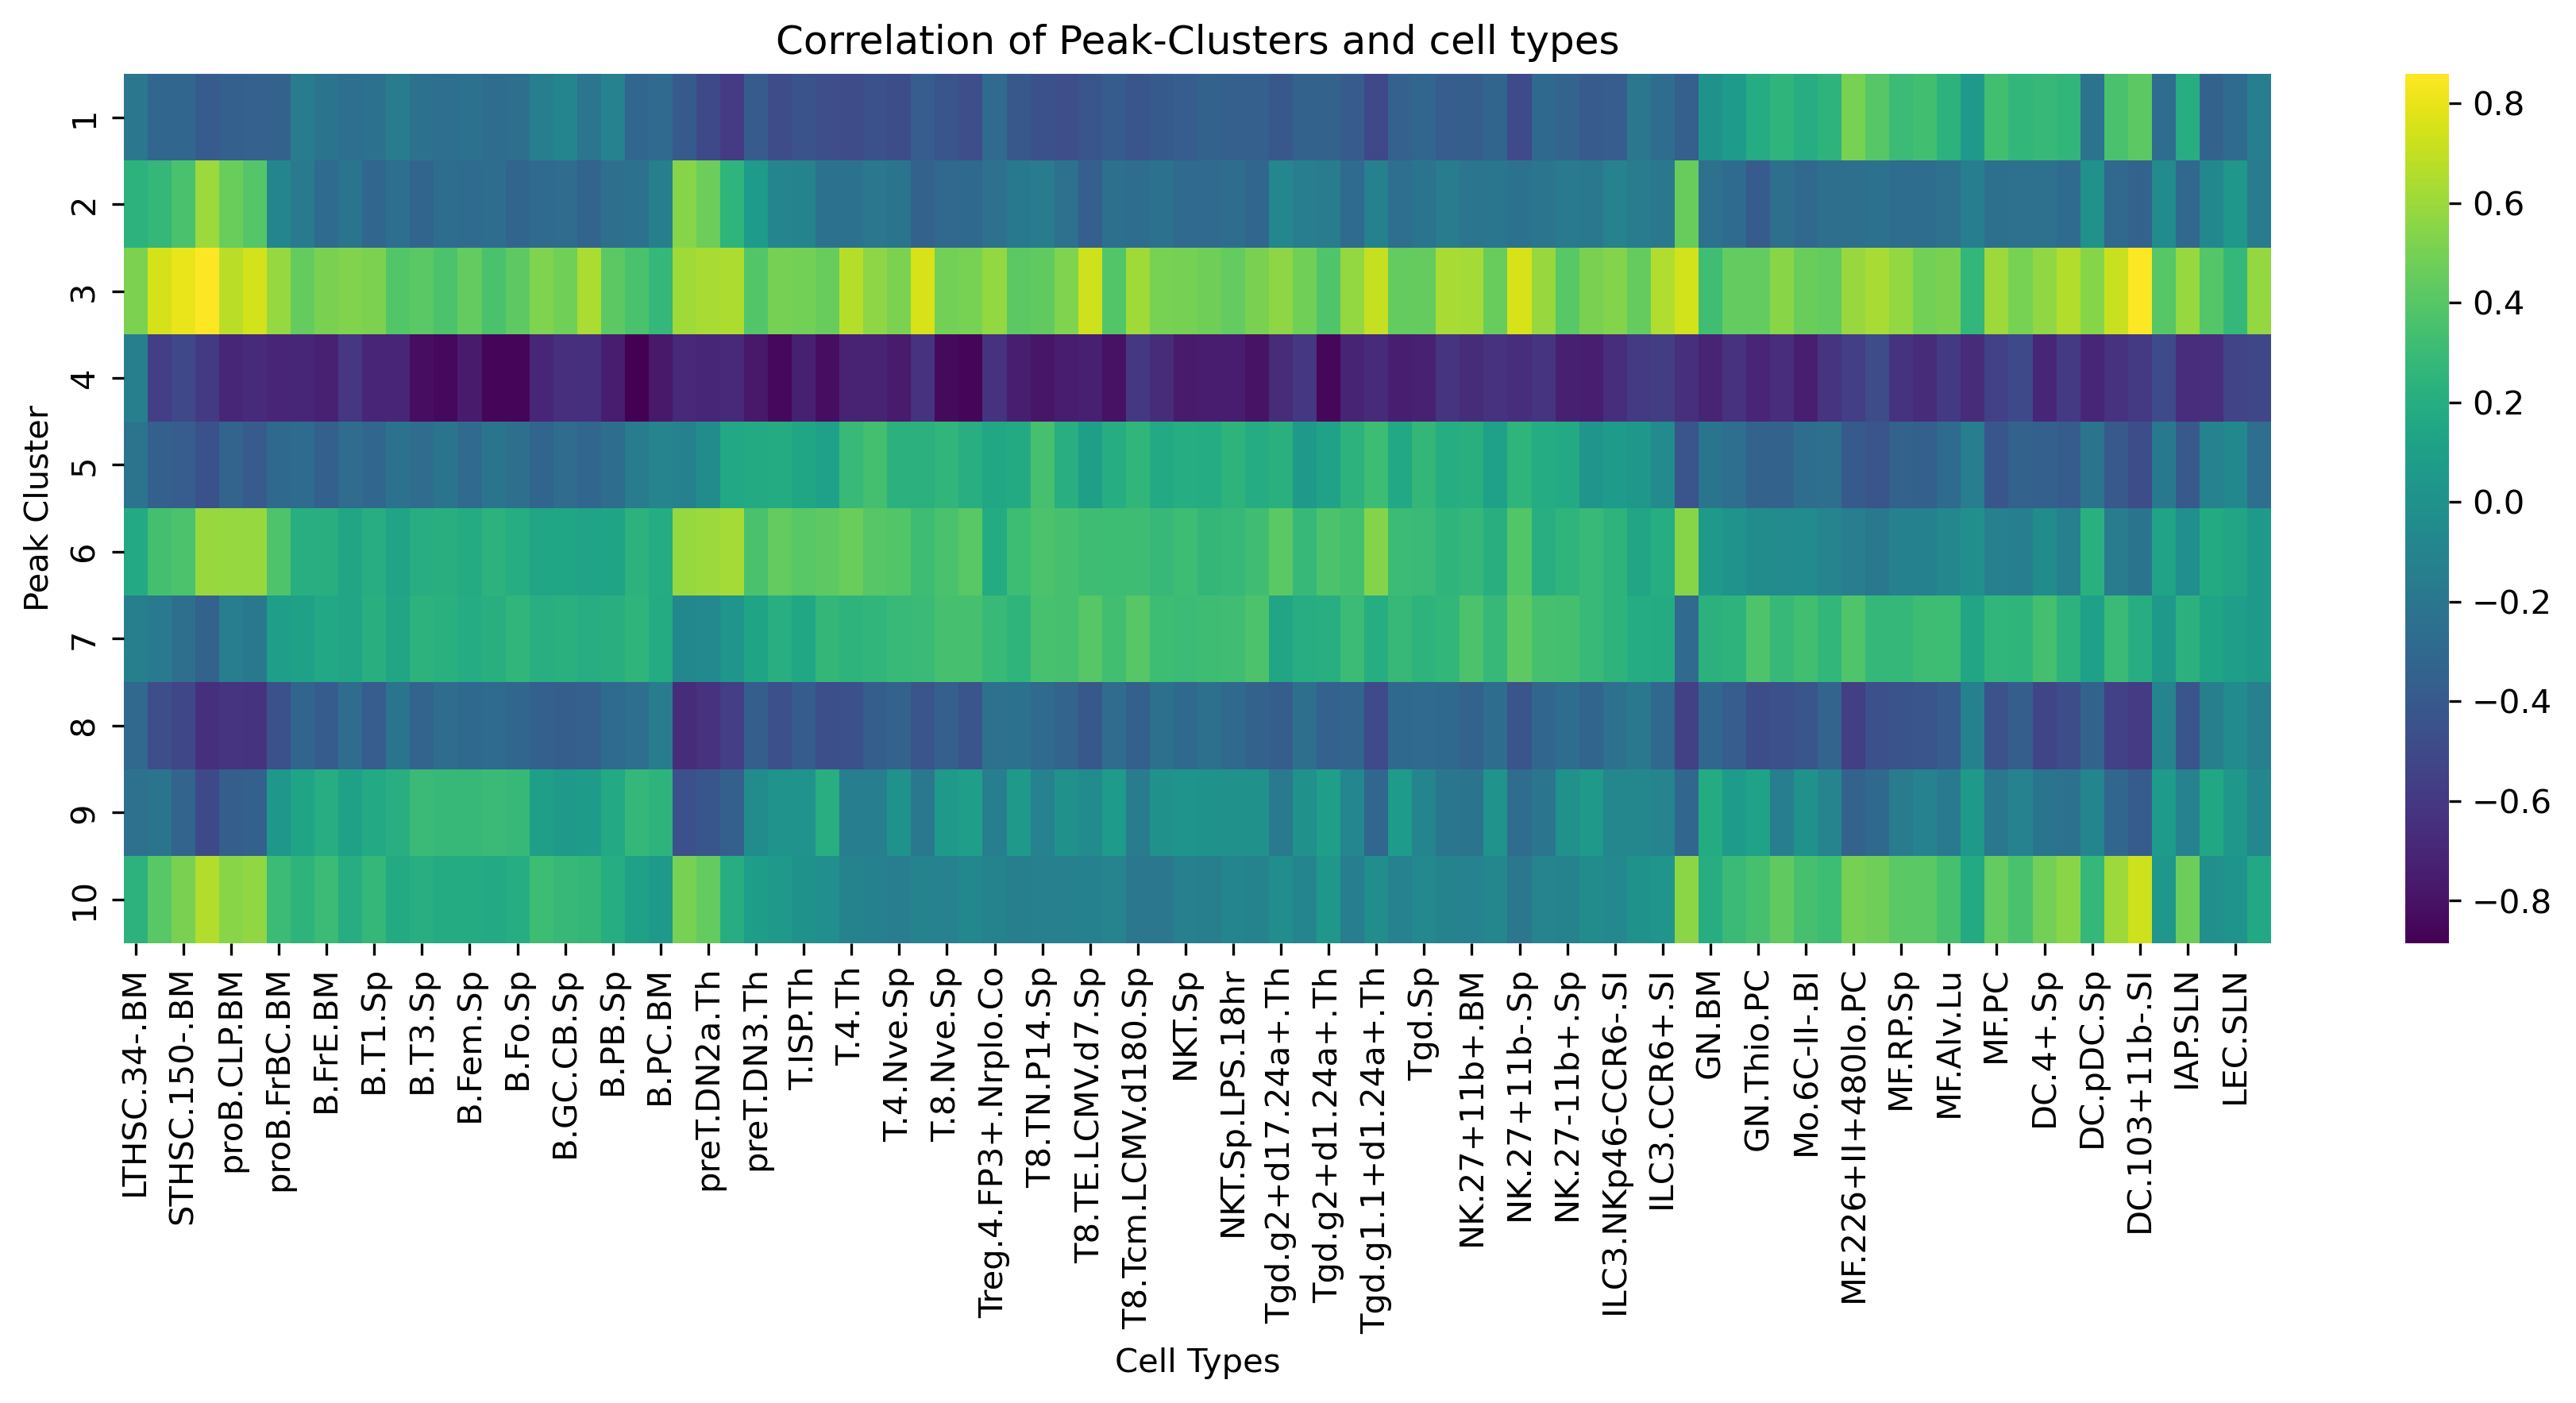 Correlation of Peak-Clusters and cell types
Peak Cluster
1
2
3
4
5
6
7
8
9
10
LTHSC.34-.BM
STHSC.150-.BM
proB.CLP.BM
proB.FrBC.BM
B.FrE.BM
B.T1.Sp
B.T3.Sp
B.Fem.Sp
B.Fo.Sp
B.GC.CB.Sp
B.PB.Sp
B.PC.BM
preT.DN2a.Th
preT.DN3.Th
T.ISP.Th
T.4.Th
T.4.Nve.Sp
T.8.Nve.Sp
Treg.4.FP3+.Nrplo.Co
T8.TN.P14.Sp
T8.TE.LCMV.d7.Sp
T8.Tcm.LCMV.d180.Sp
NKT.Sp
NKT.Sp.LPS.18hr
Tgd.g2+d17.24a+.Th
Tgd.g2+d1.24a+.Th
Tgd.g1.1+d1.24a+.Th
Tgd.Sp
NK.27+11b+.BM
NK.27+11b-.Sp
NK.27-11b+.Sp
ILC3.NKp46-CCR6-.SI
ILC3.CCR6+.SI
GN.BM
GN.Thio.PC
Mo.6C-II-.Bl
MF.226+II+480lo.PC
MF.RP.Sp
MF.Alv.Lu
MF.PC
DC.4+.Sp
DC.pDC.Sp
DC.103+11b-.SI
IAP.SLN
LEC.SLN
Cell Types
0.8
0.6
0.4
0.2
0.0
−0.2
−0.4
−0.6
−0.8